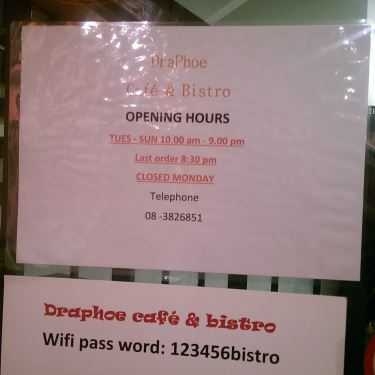 DraPhoe
Café & Bistro
OPENING HOURS
TUES - SUN 10.00 am - 9.00 pm
Last order 8:30 pm
CLOSED MONDAY
Telephone
08 -3826851
Draphoe café & bistro
Wifi pass word: 123456bistro